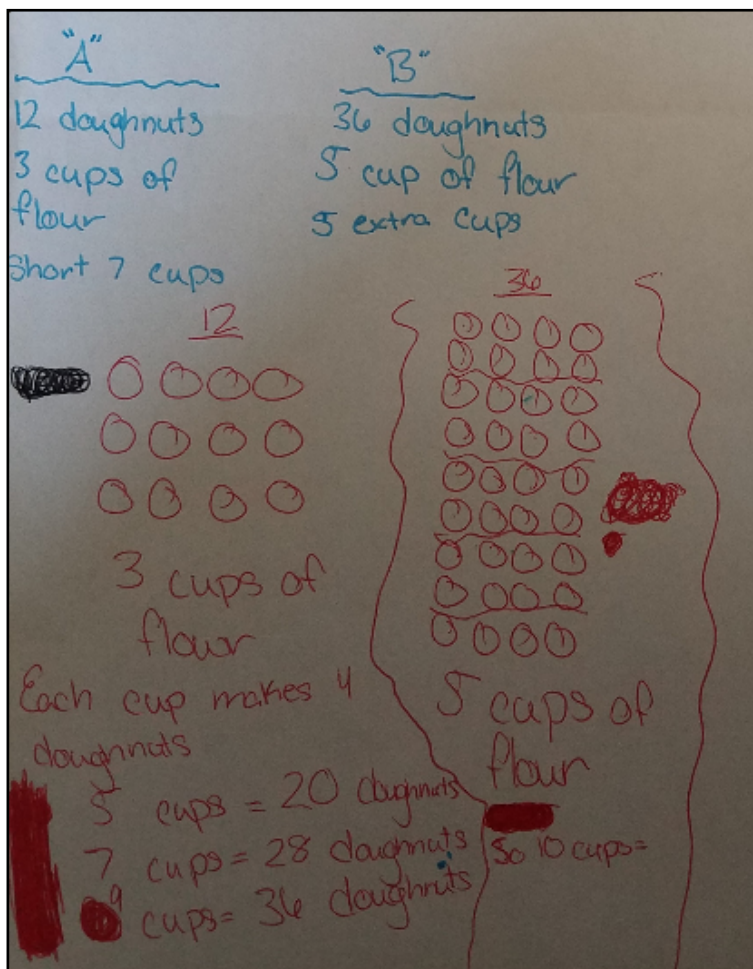 "A"
12 doughnuts
3 cups of
flour
Short 7 cups
"B"
36 doughnuts
5 cup of flour
5 extra cups
12
3 cups of
flour
Each cup makes 4
doughnuts
5 cups = 20 doughnuts
7 cups = 28 doughnuts
9 cups = 36 doughnuts
36
5 cups of
flour
So 10 cups=